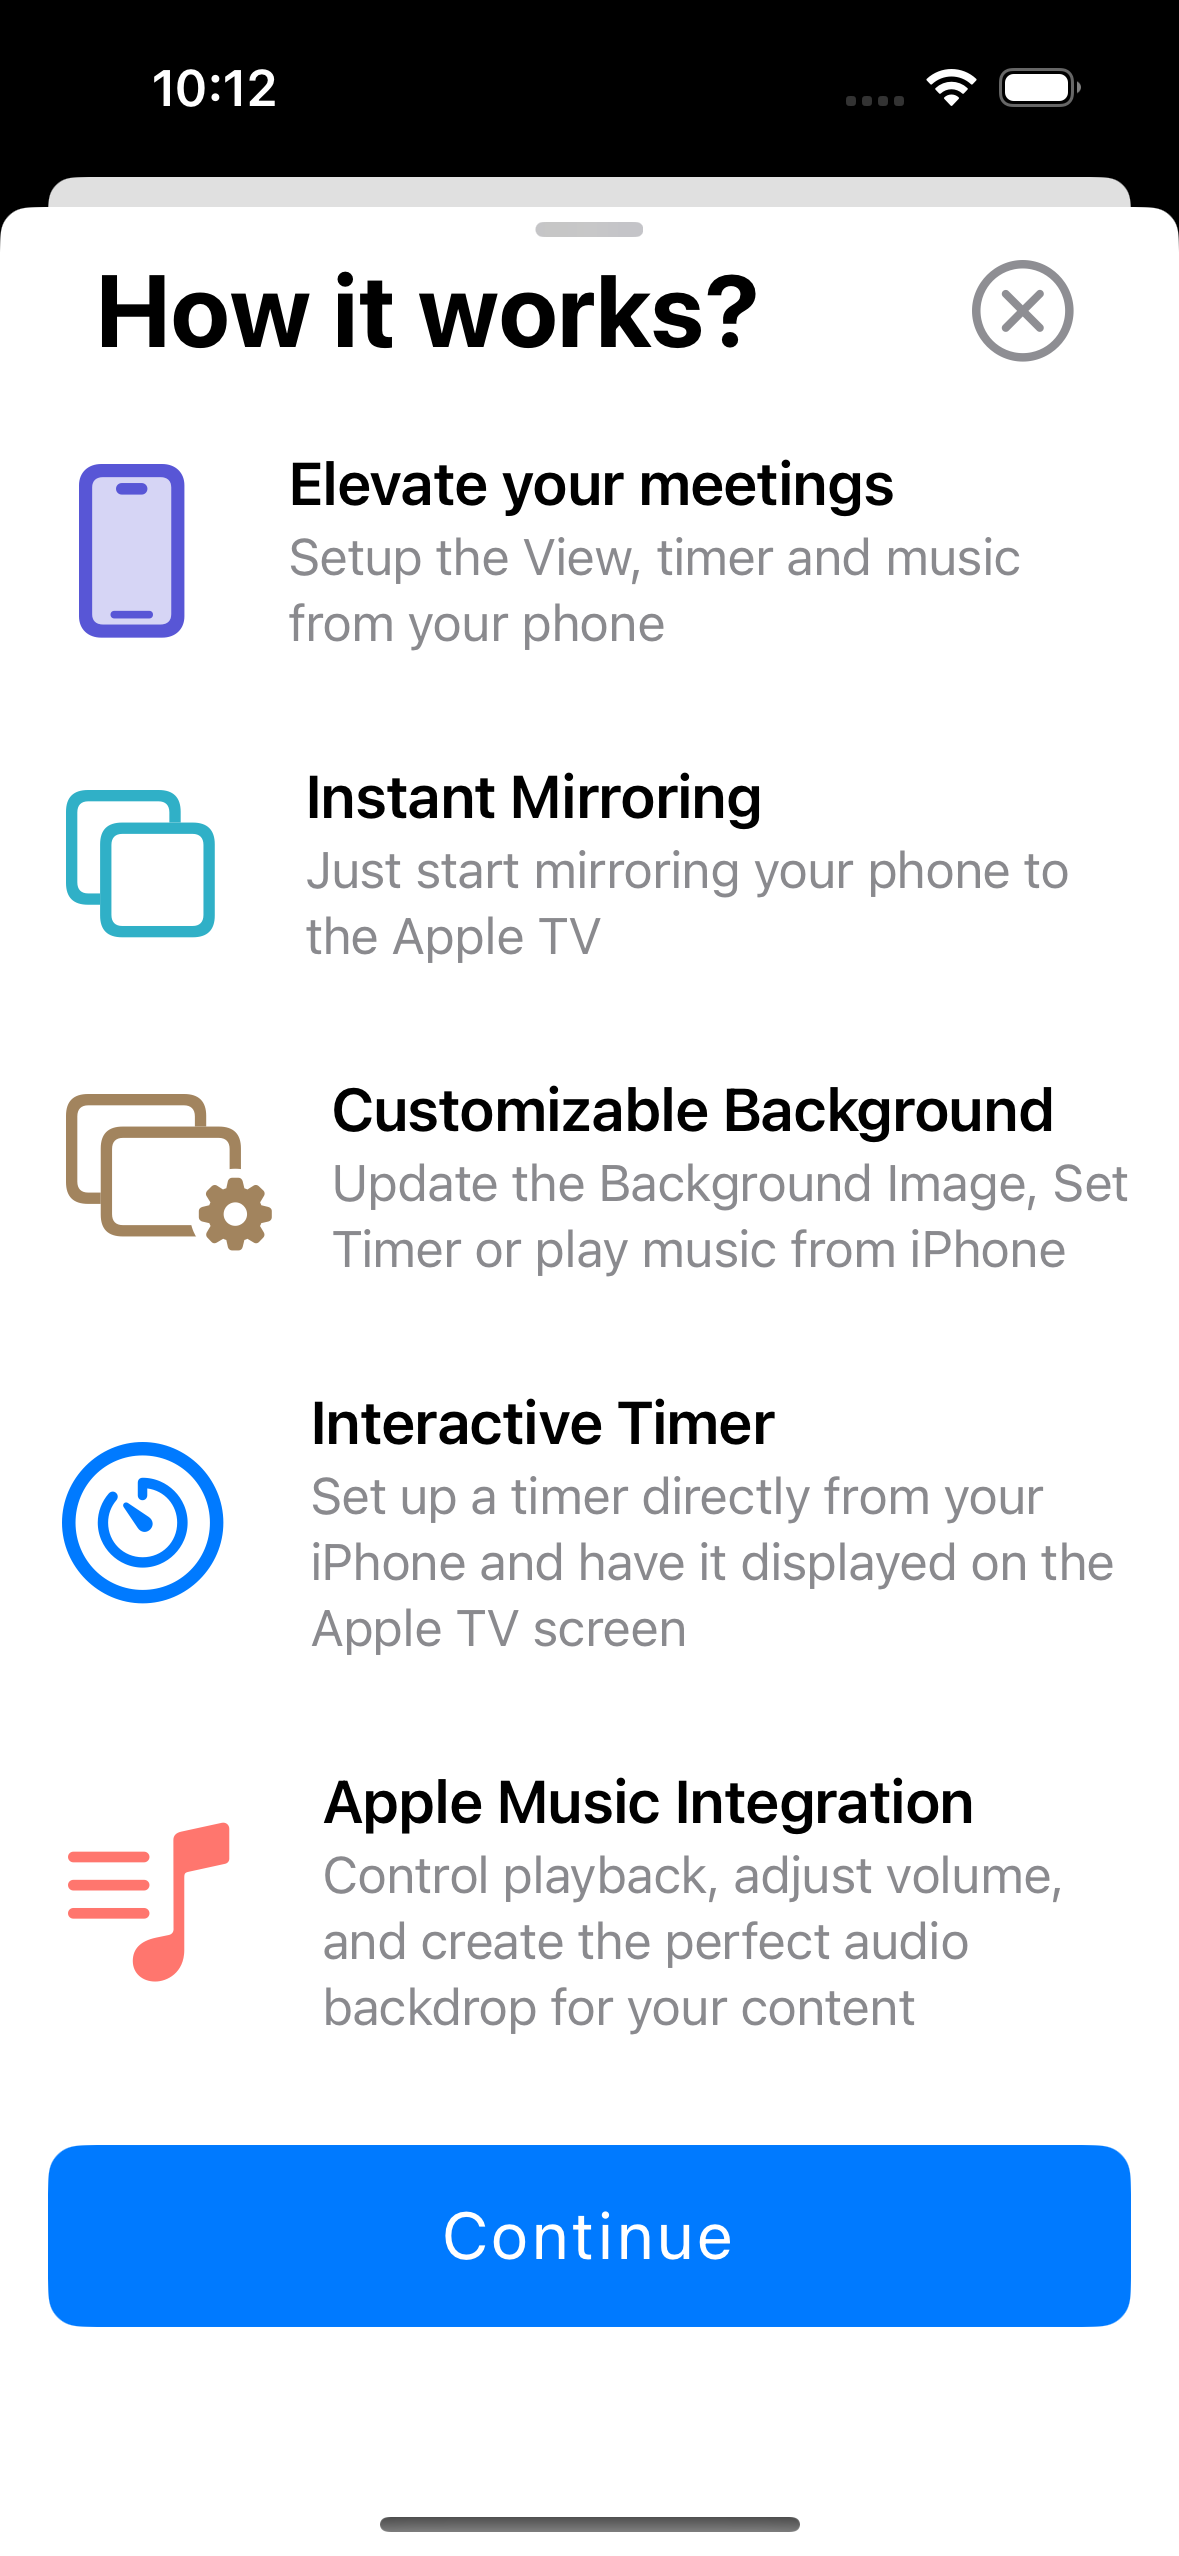 10:12
How it works?
Elevate your meetings
Setup the View, timer and music
from your phone
Instant Mirroring
Just start mirroring your phone to
the Apple TV
Customizable Background
Update the Background Image, Set
Timer or play music from iPhone
Interactive Timer
Set up a timer directly from your
iPhone and have it displayed on the
Apple TV screen
Apple Music Integration
Control playback, adjust volume,
and create the perfect audio
backdrop for your content
Continue